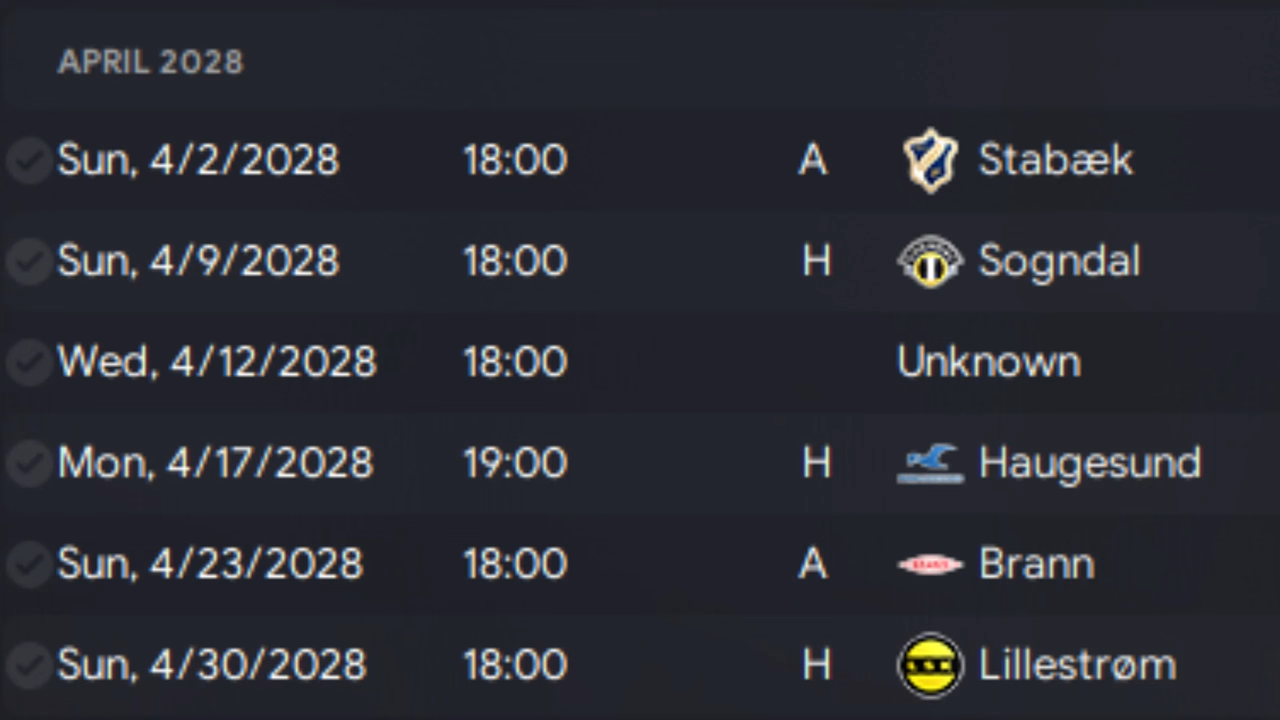 APRIL 2028
Sun, 4/2/2028 18:00 A Stabæk
Sun, 4/9/2028 18:00 H Sogndal
Wed, 4/12/2028 18:00 Unknown
Mon, 4/17/2028 19:00 H Haugesund
Sun, 4/23/2028 18:00 A BRANN Brann
Sun, 4/30/2028 18:00 H Lillestrøm